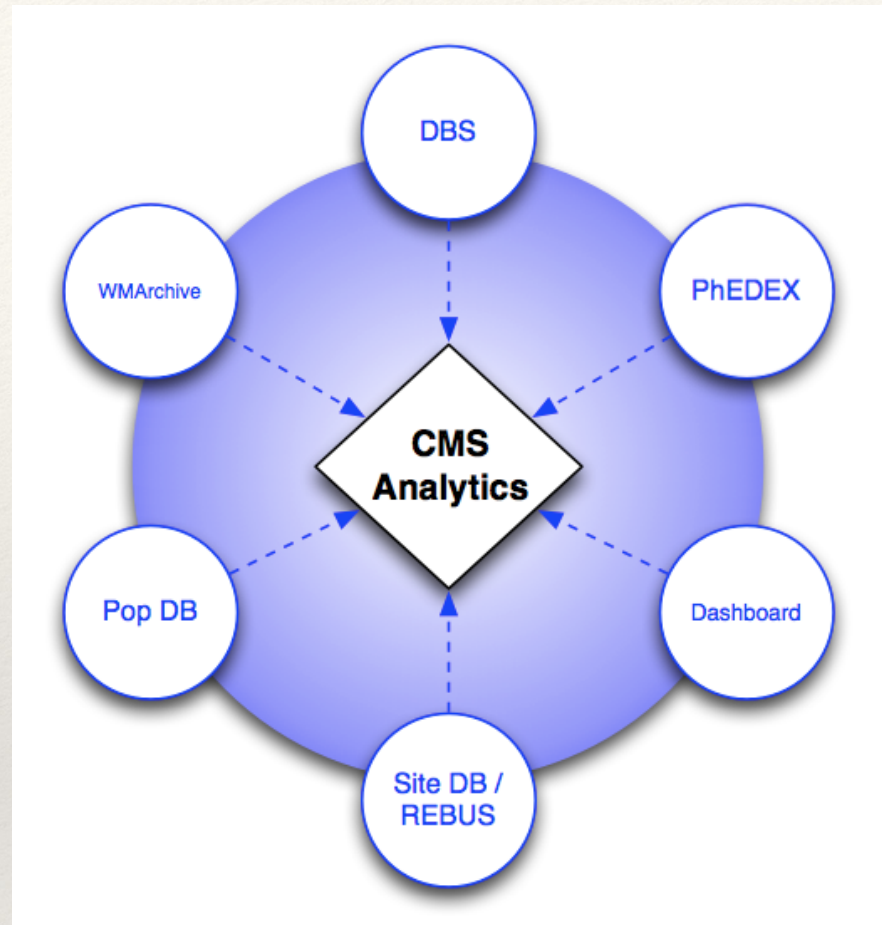 DBS
WMArchive
PhEDEX
CMS
Analytics
Pop DB
Dashboard
Site DB /
REBUS